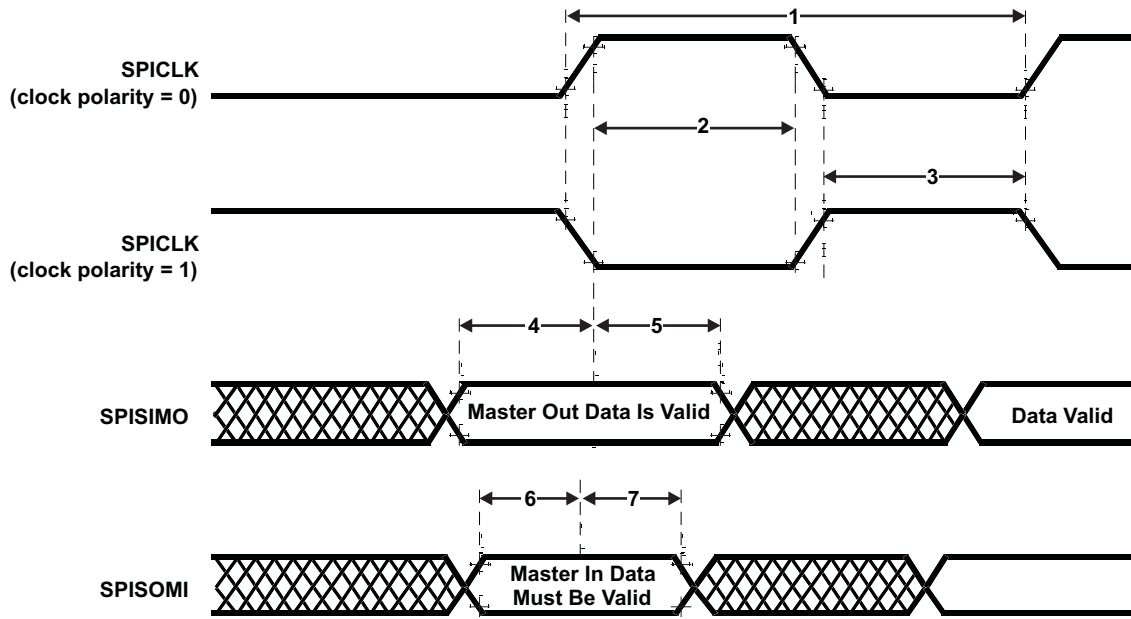 1
SPICLK
(clock polarity = 0)
2
3
SPICLK
(clock polarity = 1)
4
5
SPISIMO
Master Out Data Is Valid
Data Valid
6
7
SPISOMI
Master In Data
Must Be Valid